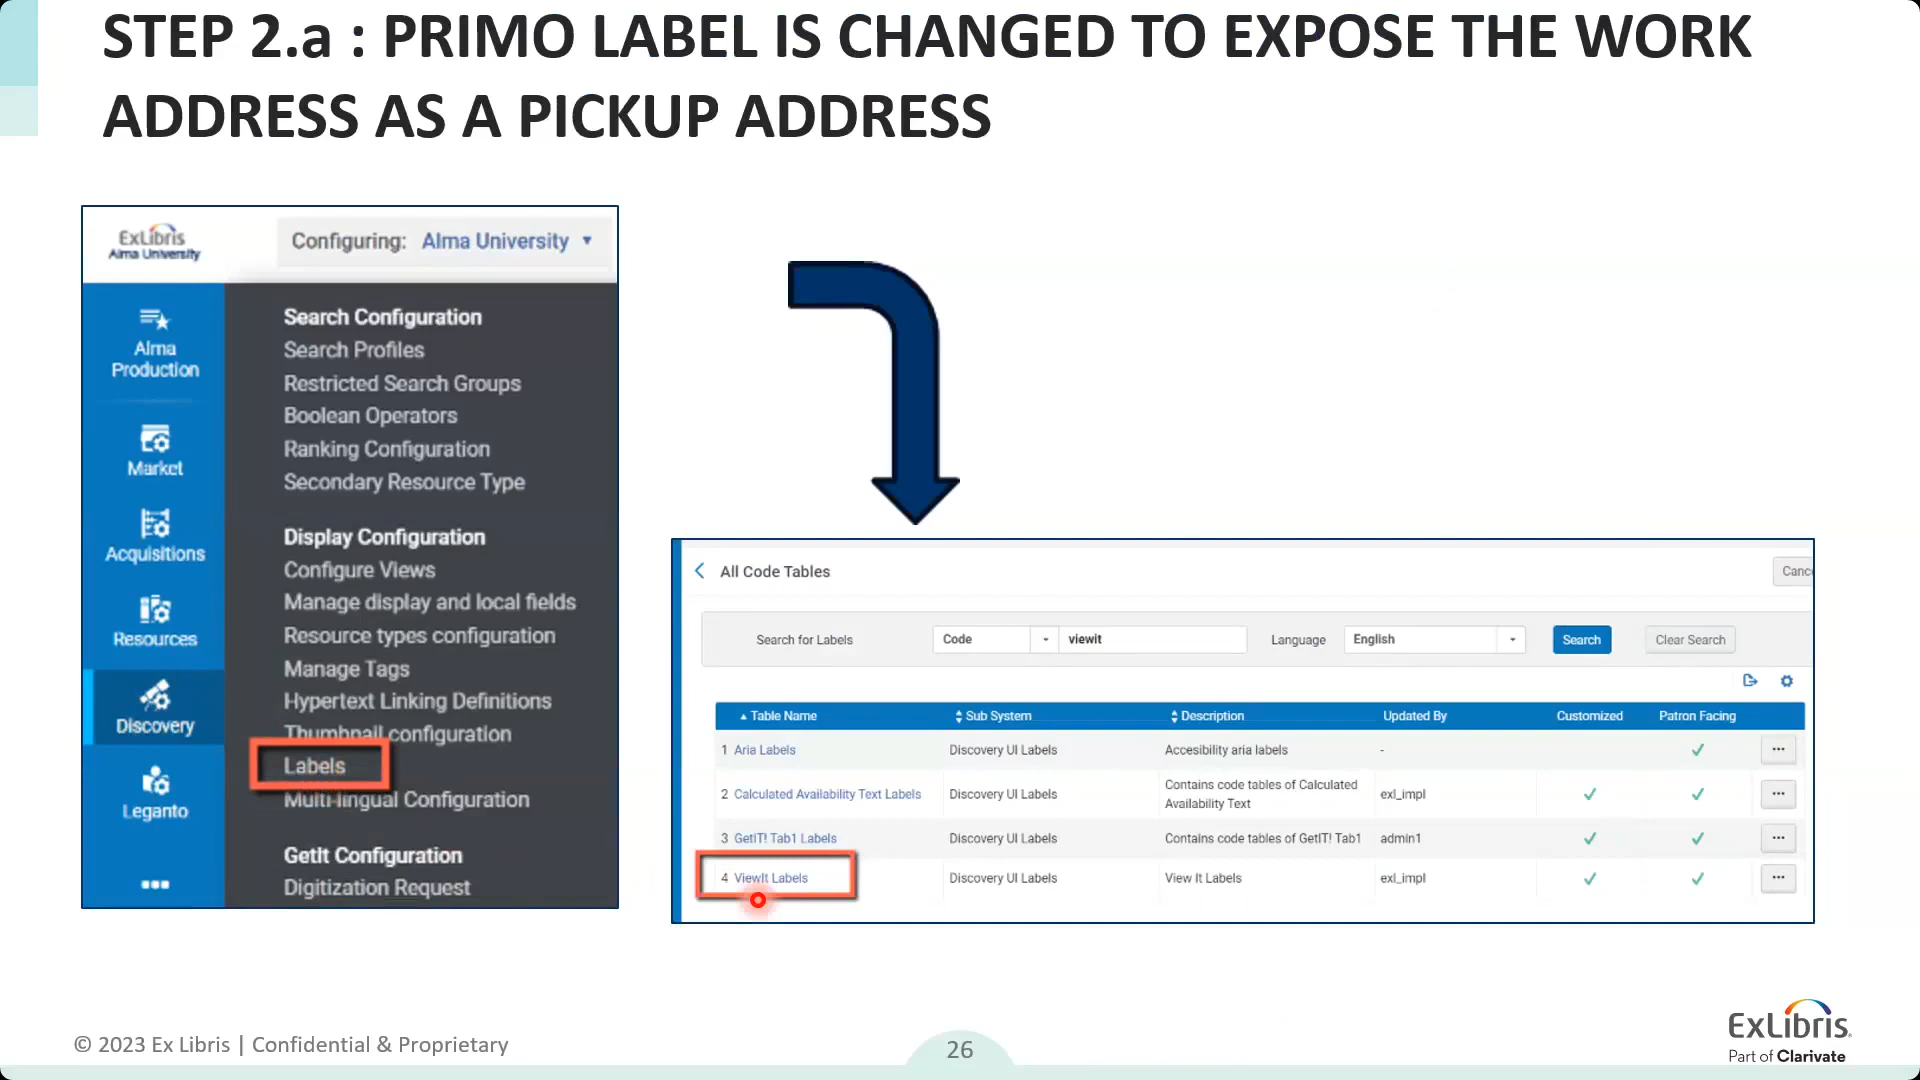 STEP 2.a : PRIMO LABEL IS CHANGED TO EXPOSE THE WORK
ADDRESS AS A PICKUP ADDRESS
ExLibris
Alma University
Configuring: Alma University
Alma
Production
Market
Acquisitions
Resources
Discovery
Leganto
Search Configuration
Search Profiles
Restricted Search Groups
Boolean Operators
Ranking Configuration
Secondary Resource Type
Display Configuration
Configure Views
Manage display and local fields
Resource types configuration
Manage Tags
Hypertext Linking Definitions
Thumbnail configuration
Labels
Multi-lingual Configuration
GetIt Configuration
Digitization Request
All Code Tables
Canc
Search for Labels Code viewit Language English Search Clear Search
Table Name Sub System Description Updated By Customized Patron Facing
1 Aria Labels Discovery UI Labels Accesibility aria labels -
2 Calculated Availability Text Labels Discovery UI Labels Contains code tables of Calculated Availability Text exl_impl
3 GetIT! Tab1 Labels Discovery UI Labels Contains code tables of GetIT! Tab1 admin1
4 ViewIt Labels Discovery UI Labels View It Labels exl_impl
© 2023 Ex Libris | Confidential & Proprietary
26
ExLibris.
Part of Clarivate